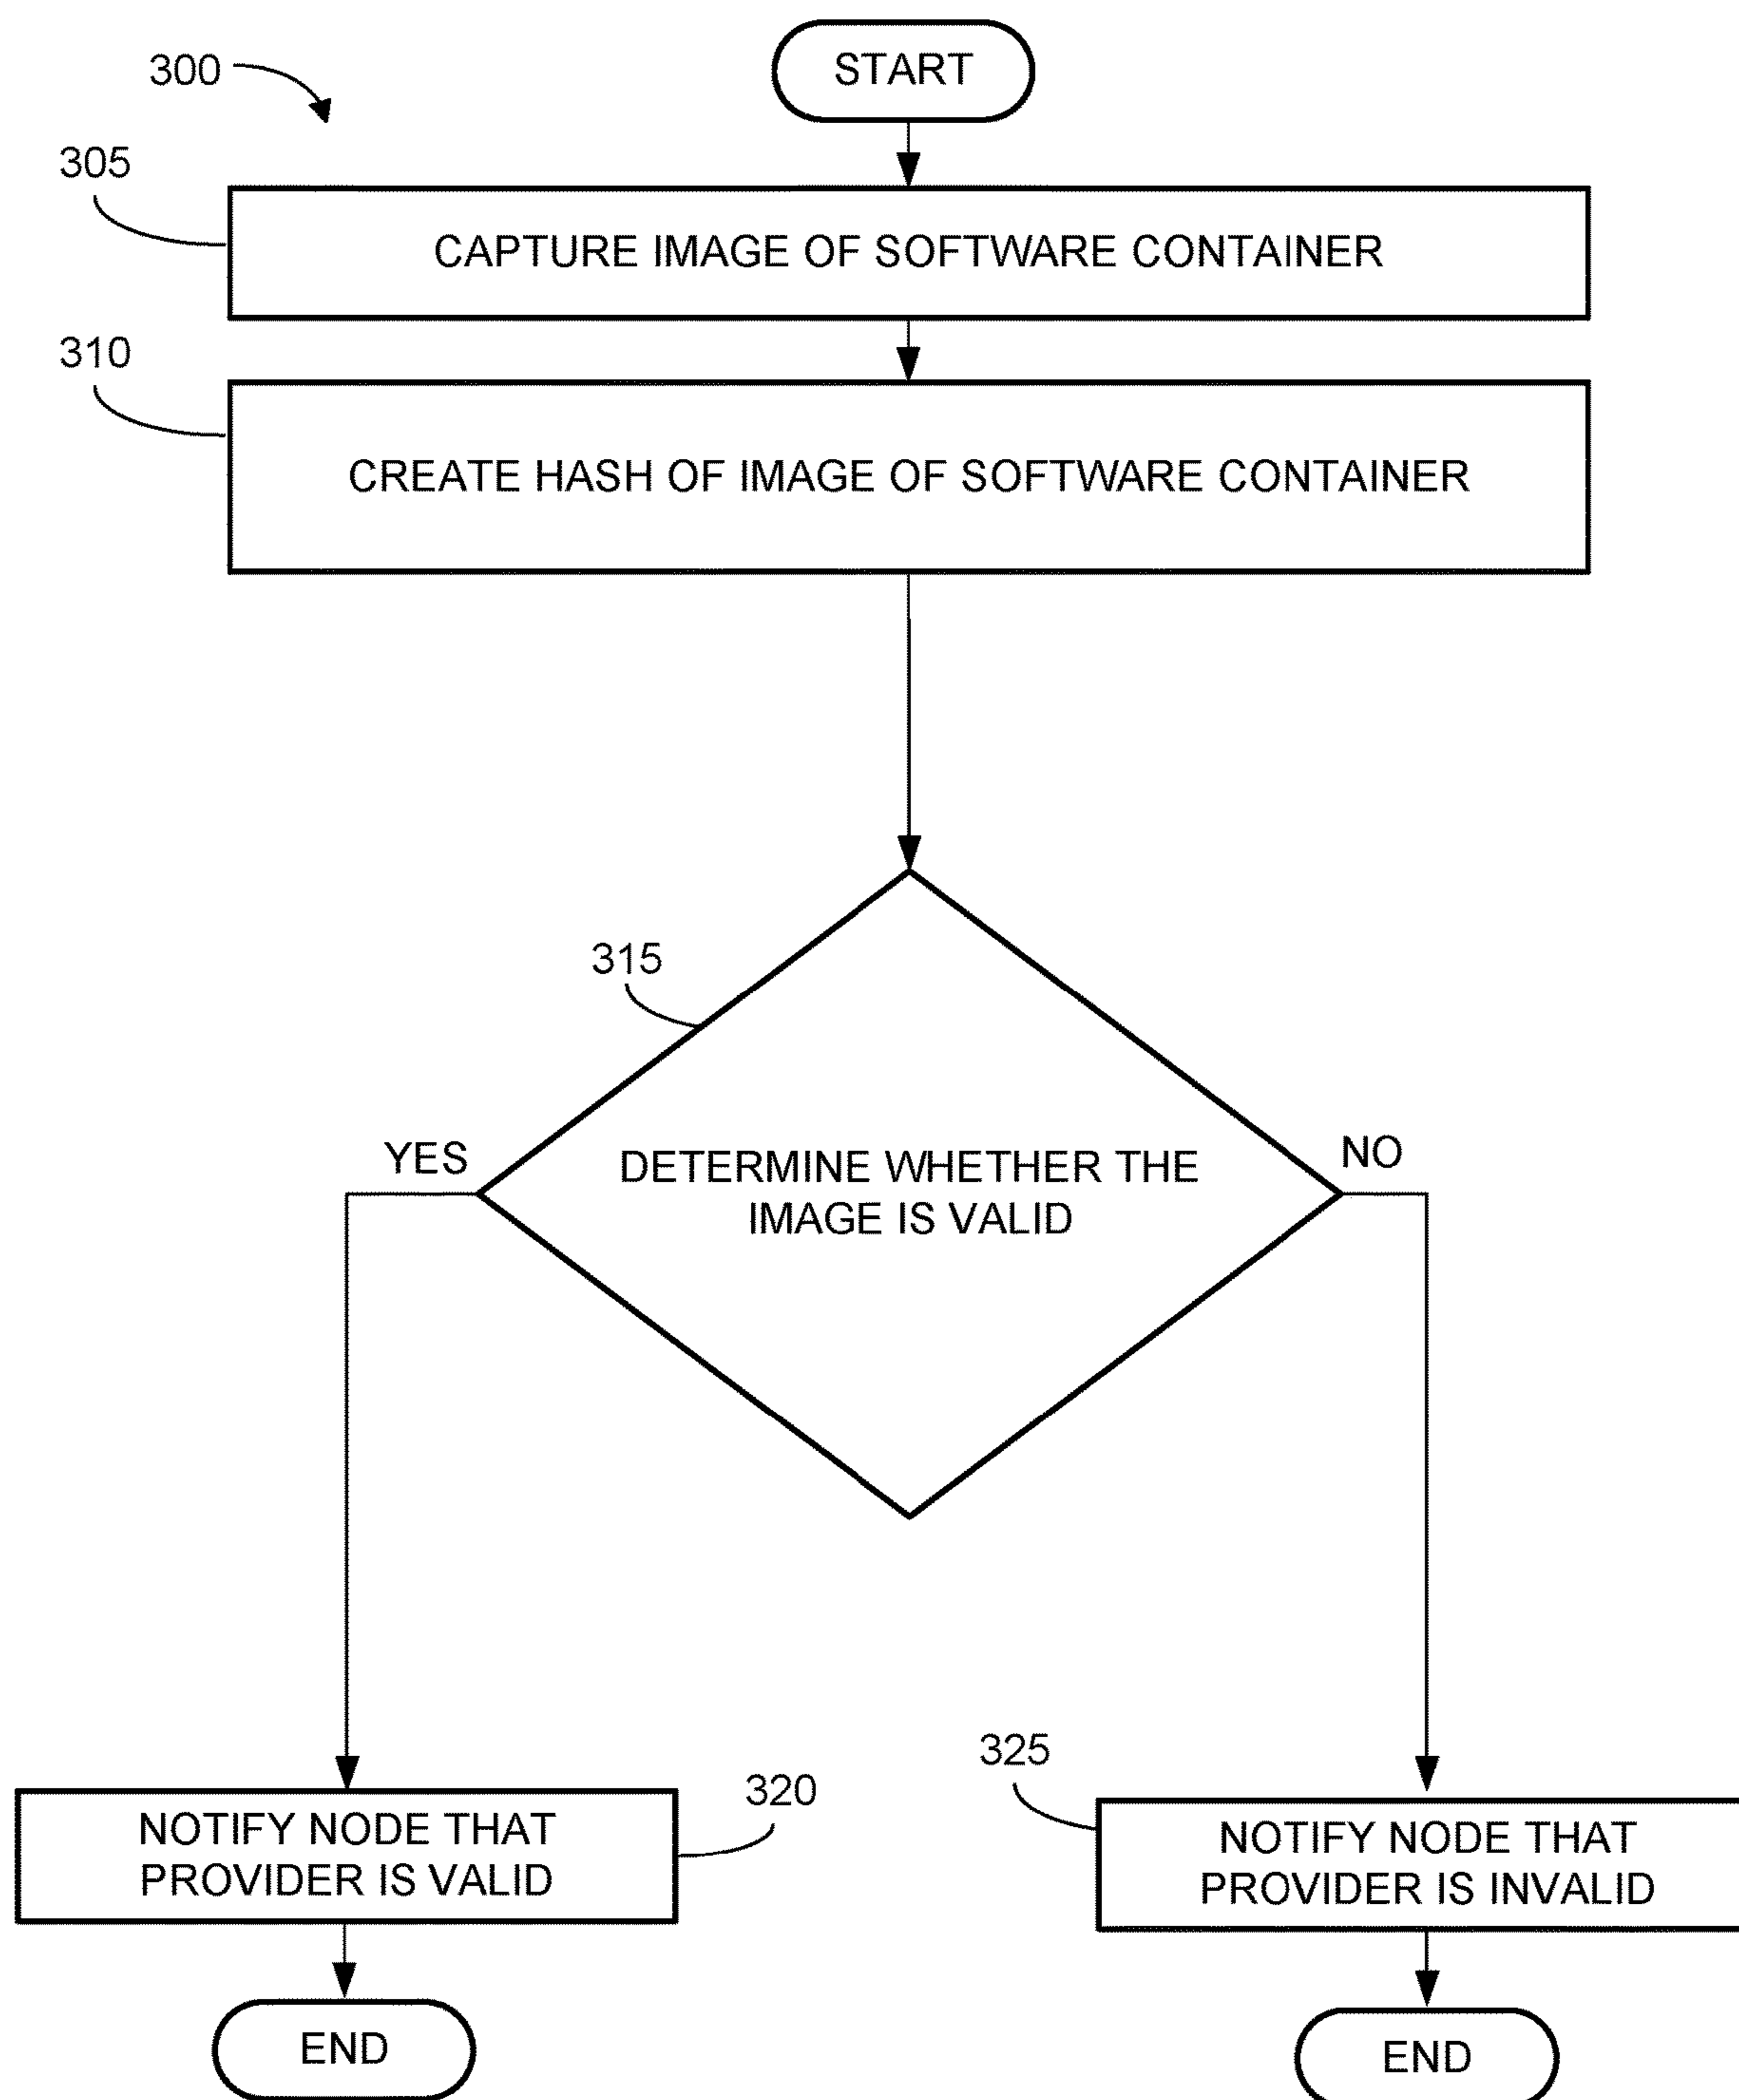 START
300
305
CAPTURE IMAGE OF SOFTWARE CONTAINER
310
CREATE HASH OF IMAGE OF SOFTWARE CONTAINER
315
YES
DETERMINE WHETHER THE
IMAGE IS VALID
NO
320
NOTIFY NODE THAT
PROVIDER IS VALID
325
NOTIFY NODE THAT
PROVIDER IS INVALID
END
END